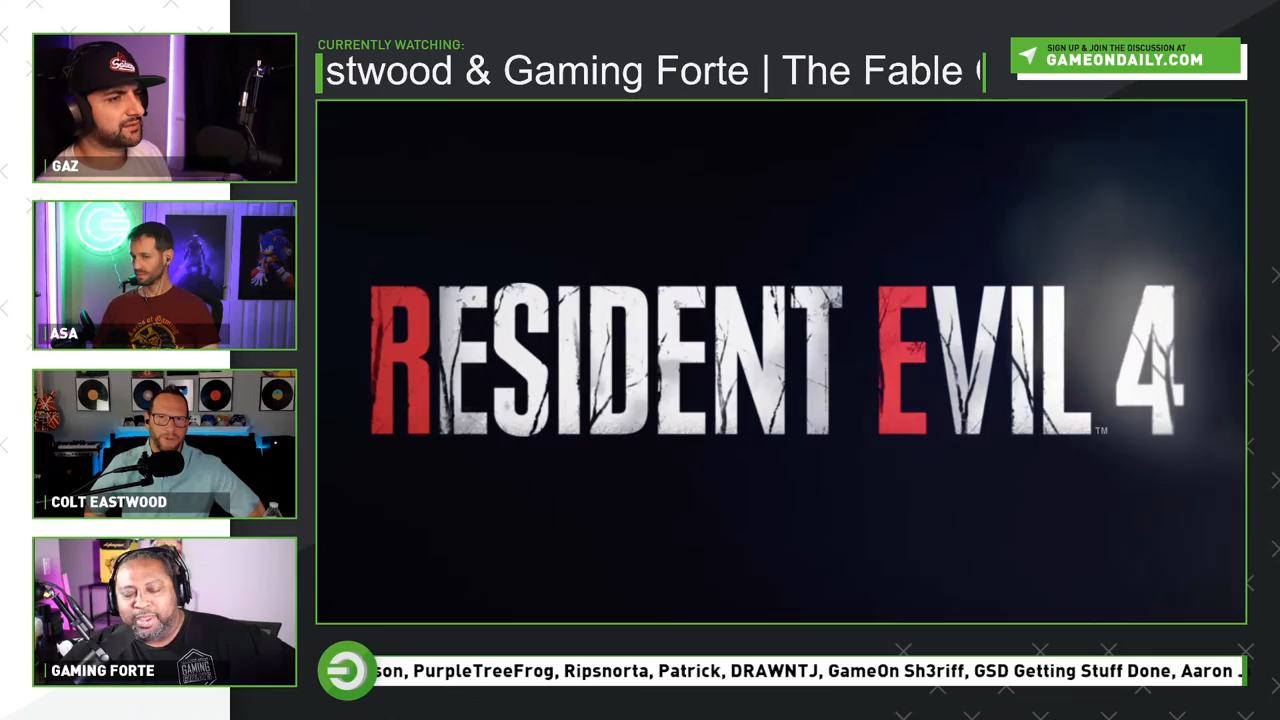 CURRENTLY WATCHING:
stwood & Gaming Forte | The Fable
SIGN UP & JOIN THE DISCUSSION AT
GAMEONDAILY.COM
GAZ
ASA
COLT EASTWOOD
GAMING FORTE
RESIDENT EVIL 4
TM
son, PurpleTreeFrog, Ripsnorta, Patrick, DRAWNTJ, GameOn Sh3riff, GSD Getting Stuff Done, Aaron